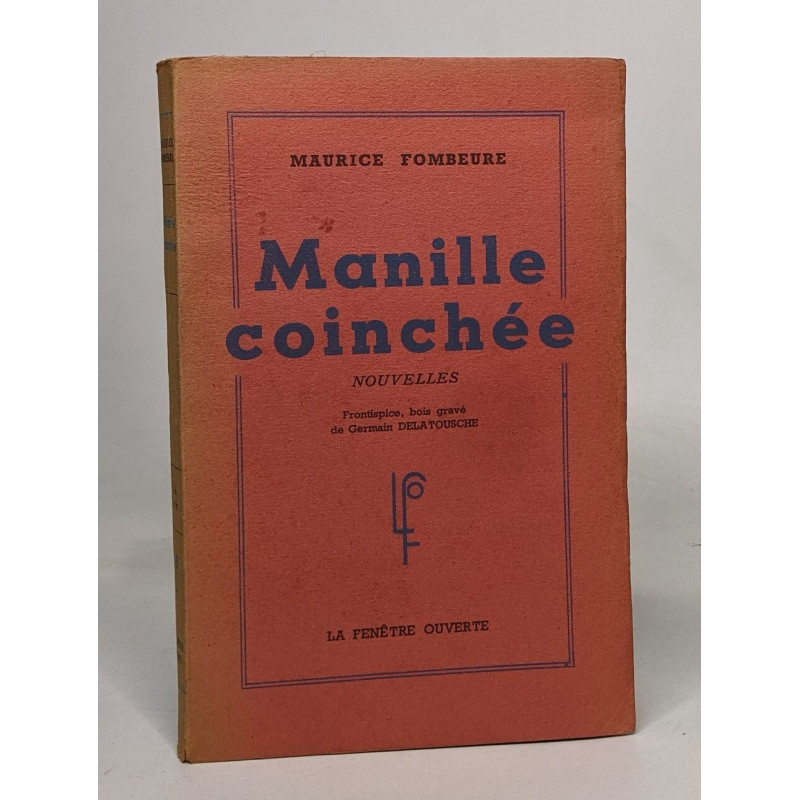 MAURICE FOMBEURE
Manille
coinchée
NOUVELLES
Frontispice, bois gravé
de Germain DELATOUSCHE
LA FENÊTRE OUVERTE